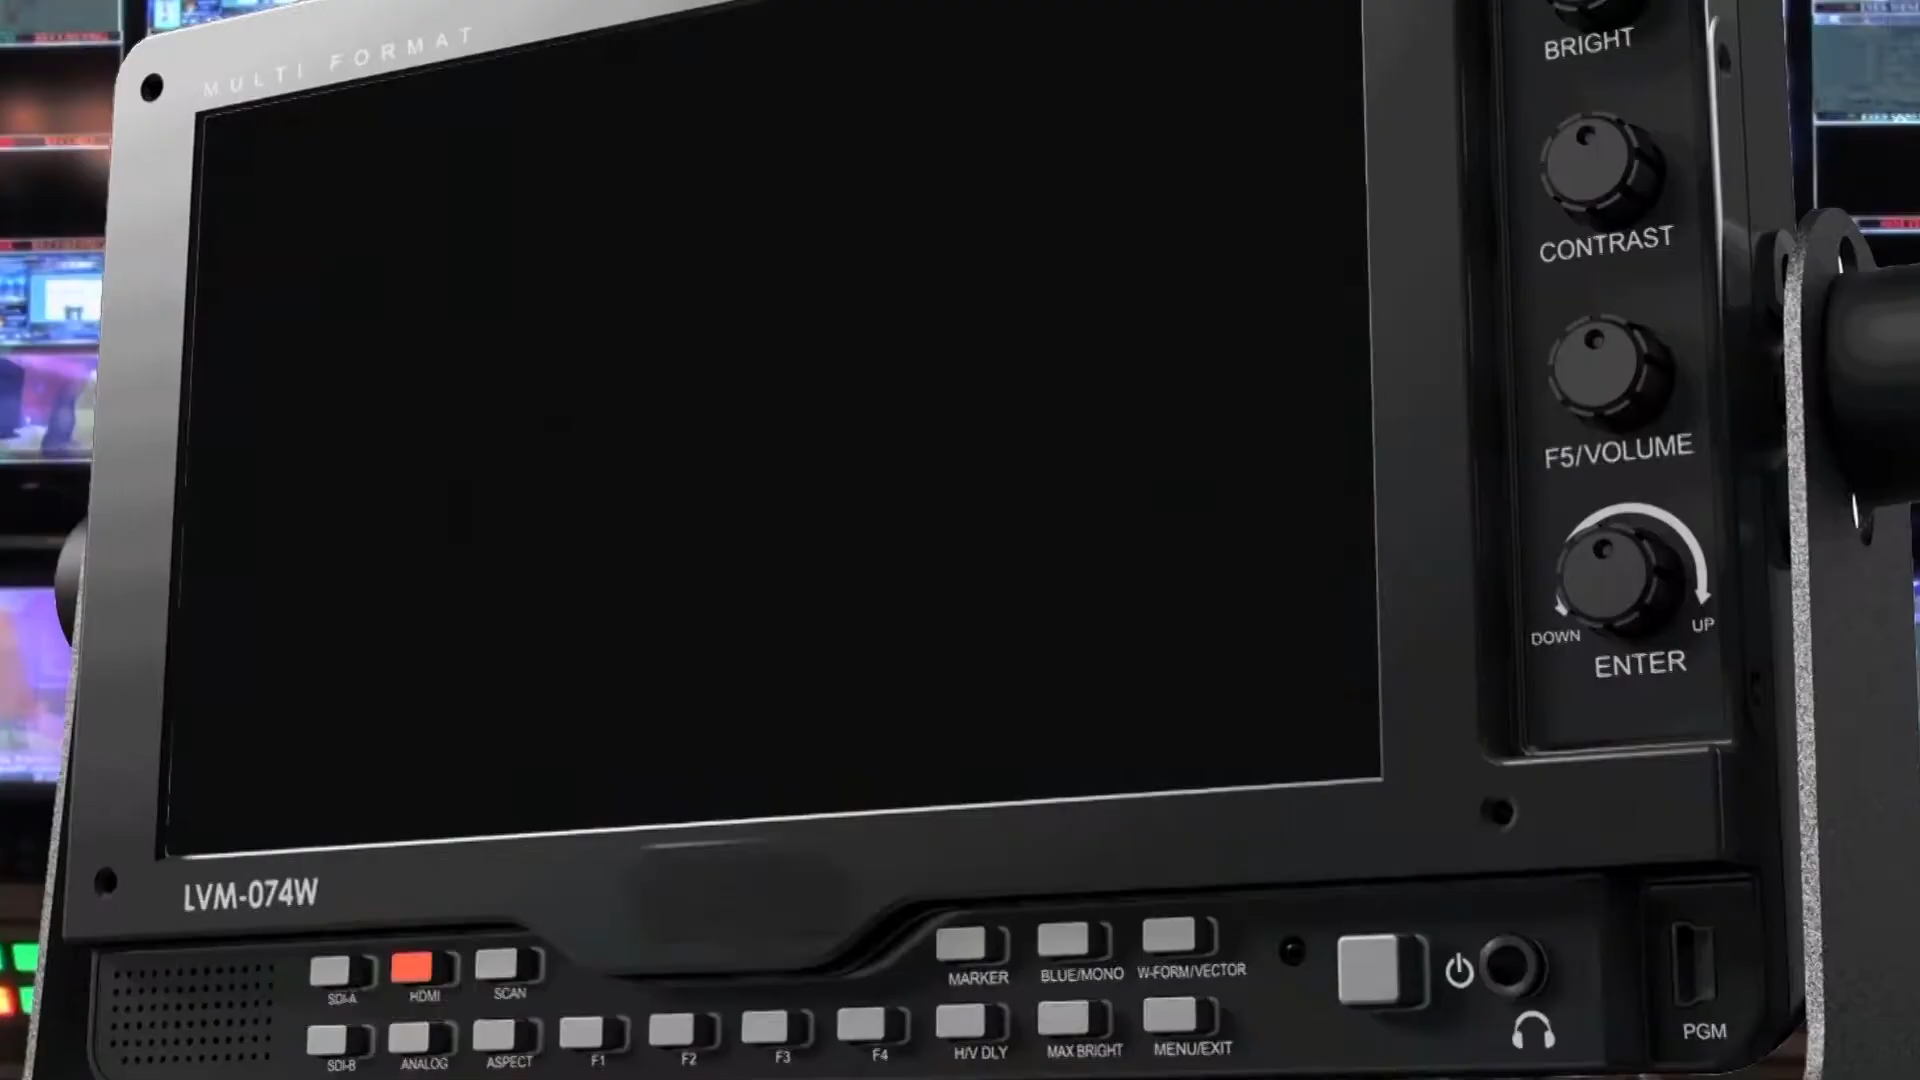 MULTI FORMAT
BRIGHT
CONTRAST
F5/VOLUME
DOWN
UP
ENTER
LVM-074W
SDI-A
HDMI
SCAN
MARKER
BLUE/MONO
W-FORM/VECTOR
SDI-B
ANALOG
ASPECT
F1
F2
F3
F4
H/V DLY
MAX BRIGHT
MENU/EXIT
PGM